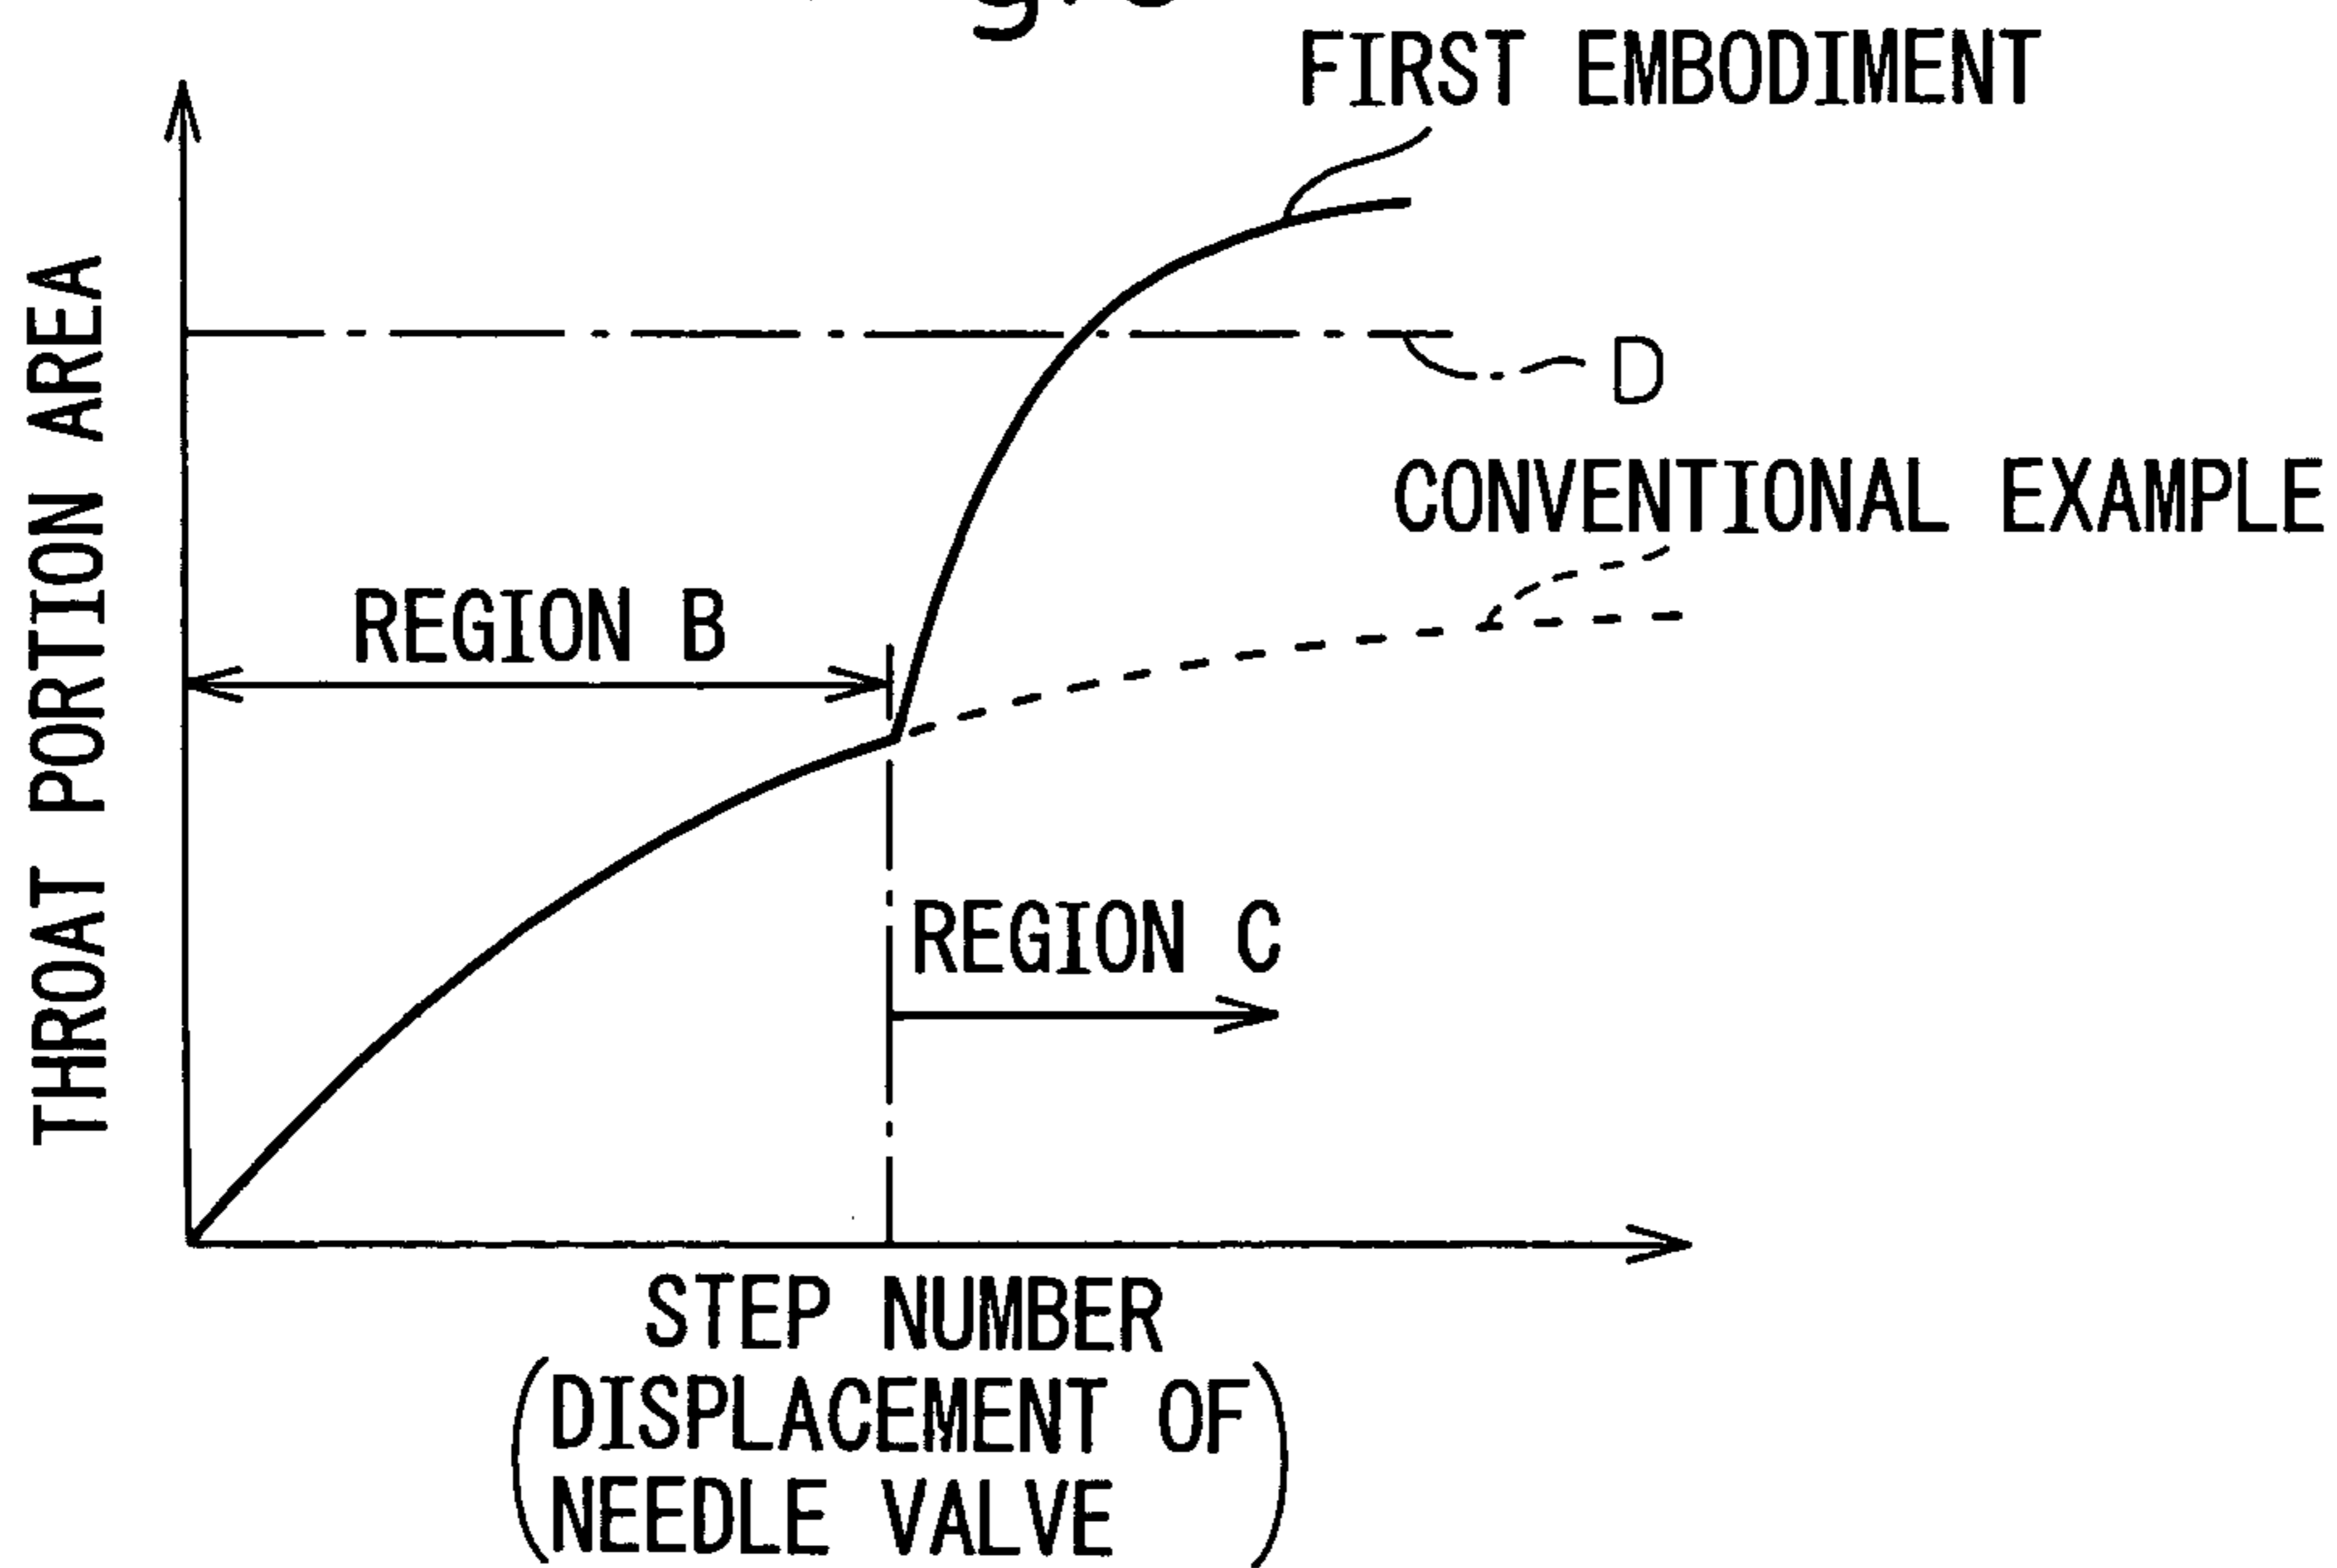 FIRST EMBODIMENT
D
CONVENTIONAL EXAMPLE
REGION B
REGION C
THROAT PORTION AREA
STEP NUMBER
(DISPLACEMENT OF
NEEDLE VALVE)